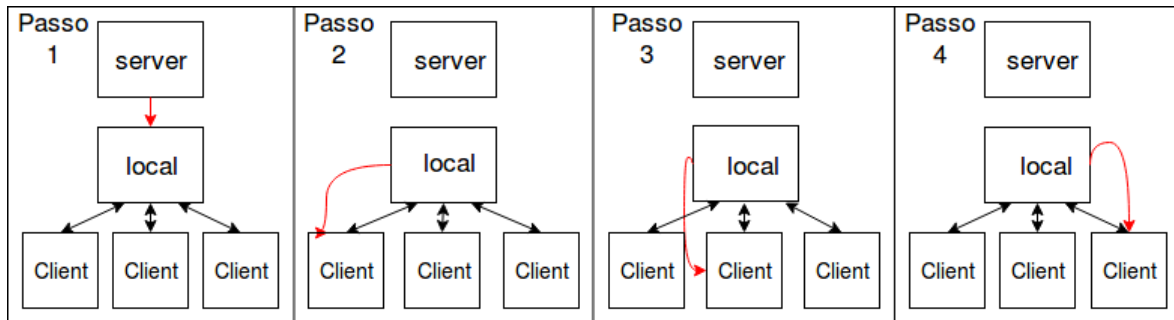 Passo
1
server
local
Client
Client
Client
Passo
2
server
local
Client
Client
Client
Passo
3
server
local
Client
Client
Client
Passo
4
server
local
Client
Client
Client